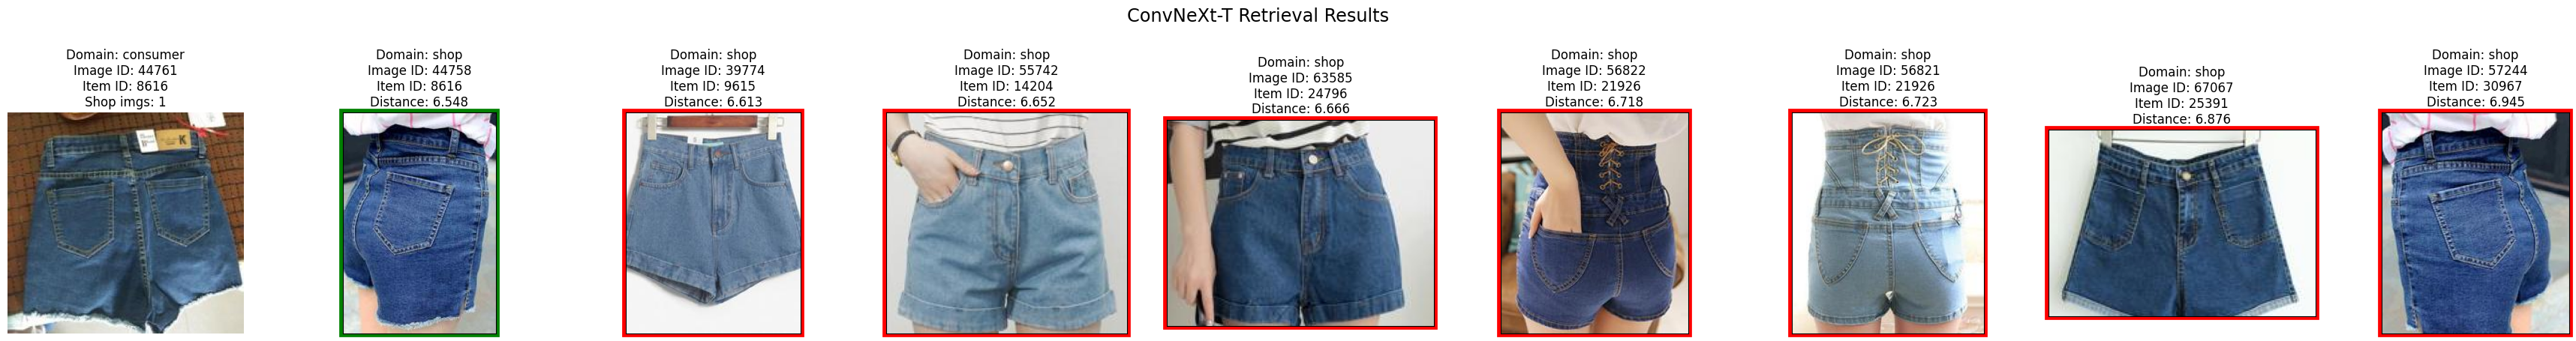 ConvNeXt-T Retrieval Results
Domain: consumer
Image ID: 44761
Item ID: 8616
Shop imgs: 1
Domain: shop
Image ID: 44758
Item ID: 8616
Distance: 6.548
Domain: shop
Image ID: 39774
Item ID: 9615
Distance: 6.613
Domain: shop
Image ID: 55742
Item ID: 14204
Distance: 6.652
Domain: shop
Image ID: 63585
Item ID: 24796
Distance: 6.666
Domain: shop
Image ID: 56822
Item ID: 21926
Distance: 6.718
Domain: shop
Image ID: 56821
Item ID: 21926
Distance: 6.723
Domain: shop
Image ID: 67067
Item ID: 25391
Distance: 6.876
Domain: shop
Image ID: 57244
Item ID: 30967
Distance: 6.945
K